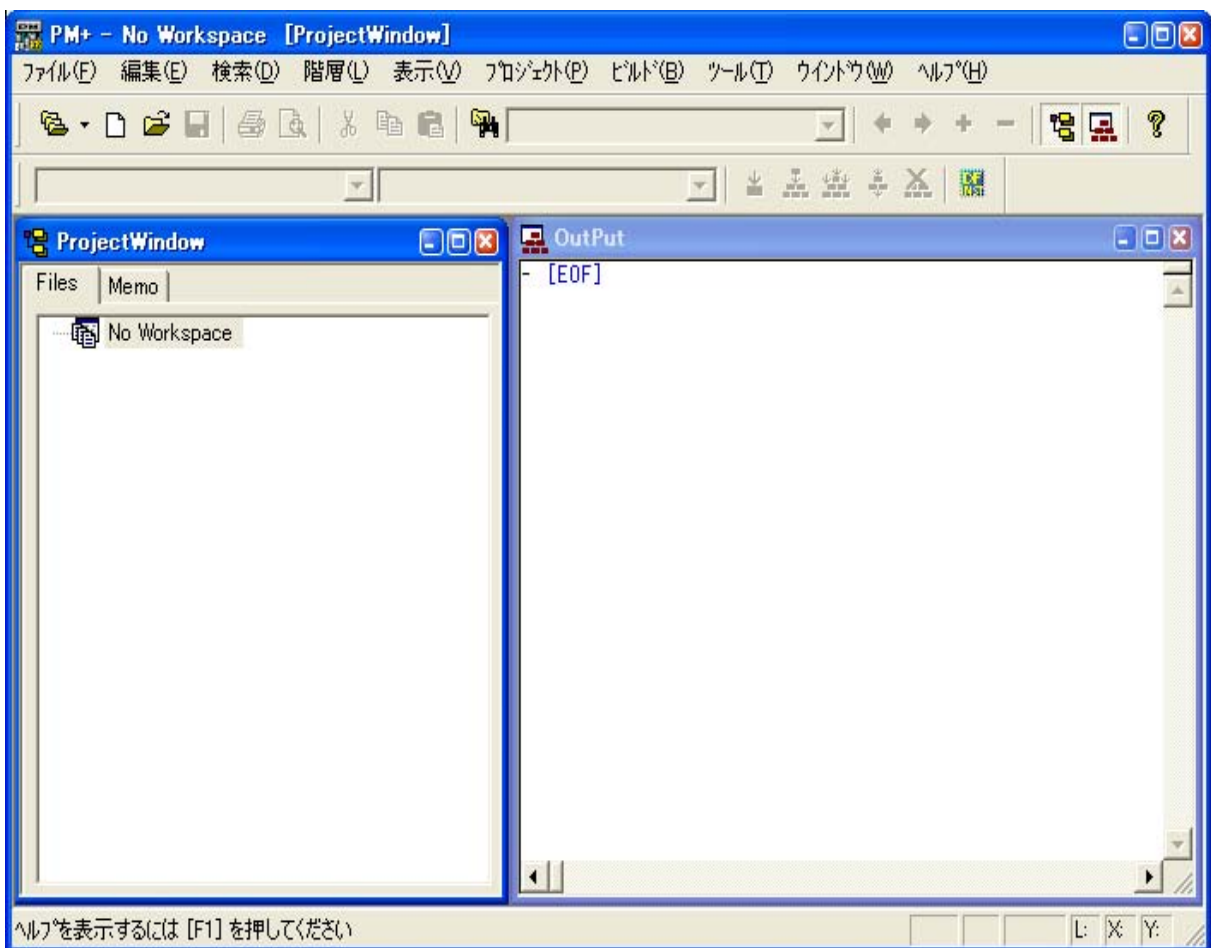 PM+ - No Workspace [ProjectWindow]
ﾌｧｲﾙ(F) 編集(E) 検索(D) 階層(L) 表示(V) ﾌﾟﾛｼﾞｪｸﾄ(P) ﾋﾞﾙﾄﾞ(B) ﾂｰﾙ(T) ｳｲﾝﾄﾞｳ(W) ﾍﾙﾌﾟ(H)
ProjectWindow
Files Memo
No Workspace
OutPut
- [EOF]
ﾍﾙﾌﾟを表示するには [F1] を押してください
L: X: Y: